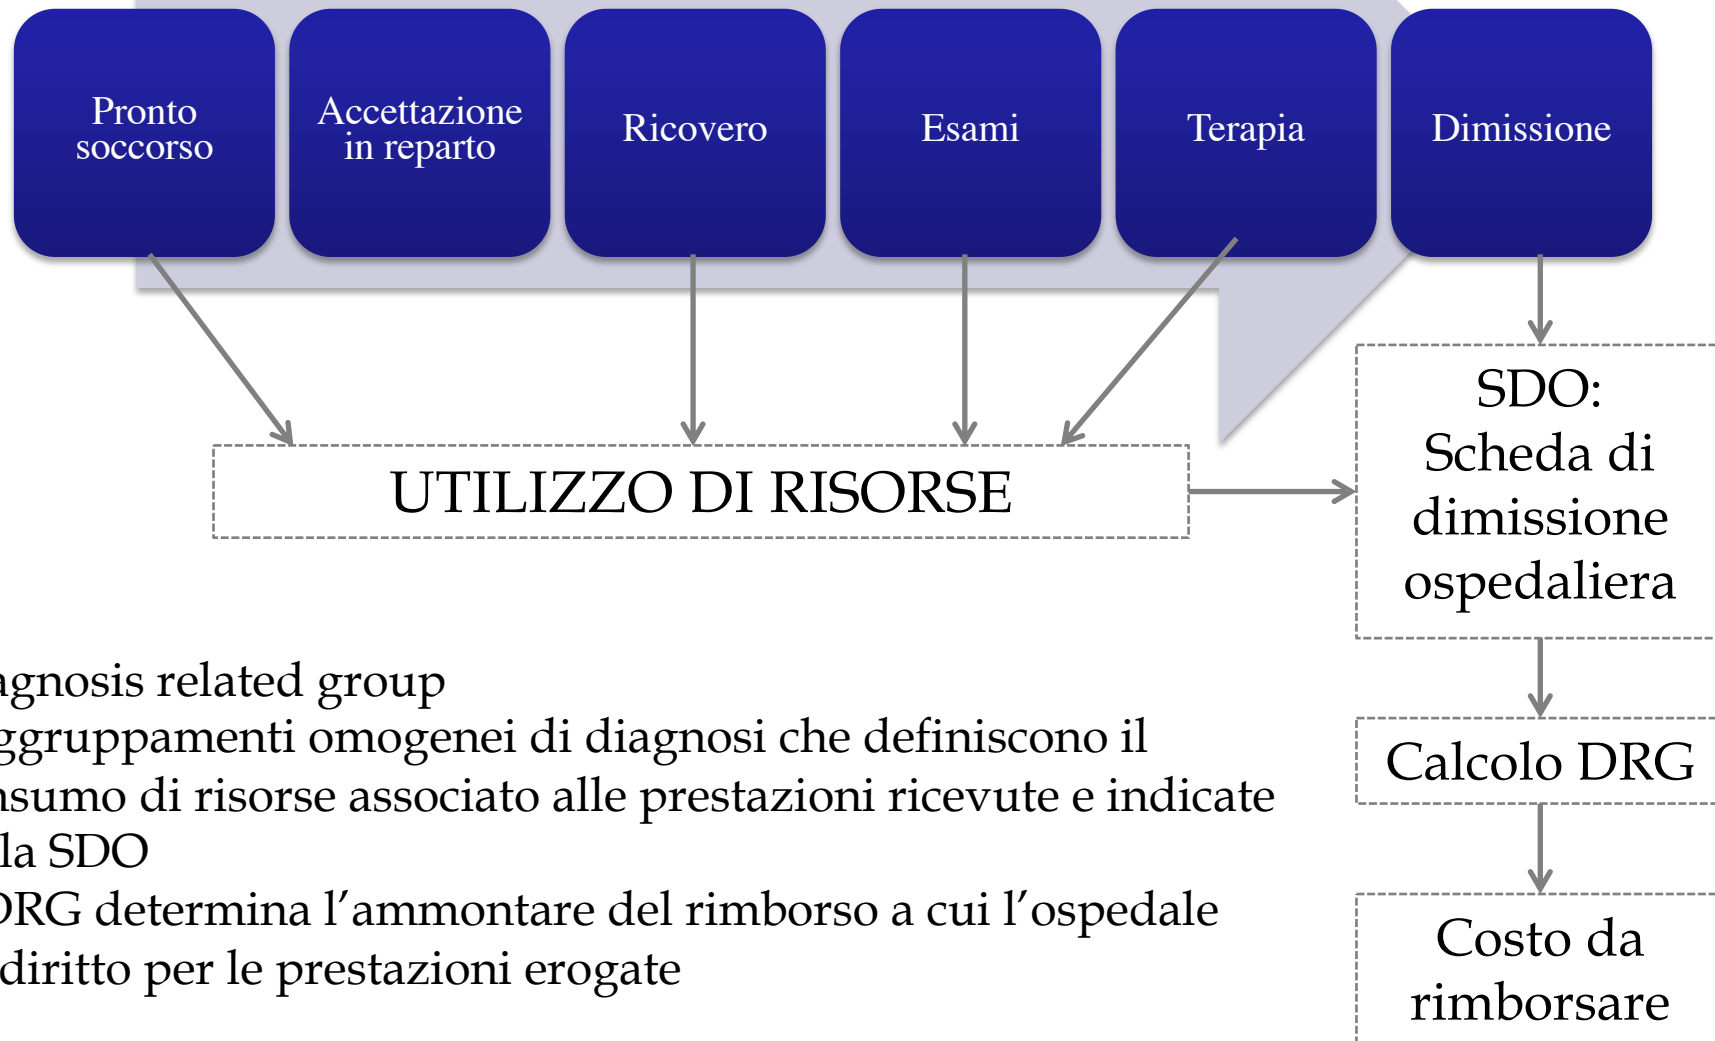 Pronto
soccorso
Accettazione
in reparto
Ricovero
Esami
Terapia
Dimissione
UTILIZZO DI RISORSE
SDO:
Scheda di
dimissione
ospedaliera
Calcolo DRG
Costo da
rimborsare
agnosis related group
ggruppamenti omogenei di diagnosi che definiscono il
nsumo di risorse associato alle prestazioni ricevute e indicate
la SDO
DRG determina l’ammontare del rimborso a cui l’ospedale
diritto per le prestazioni erogate